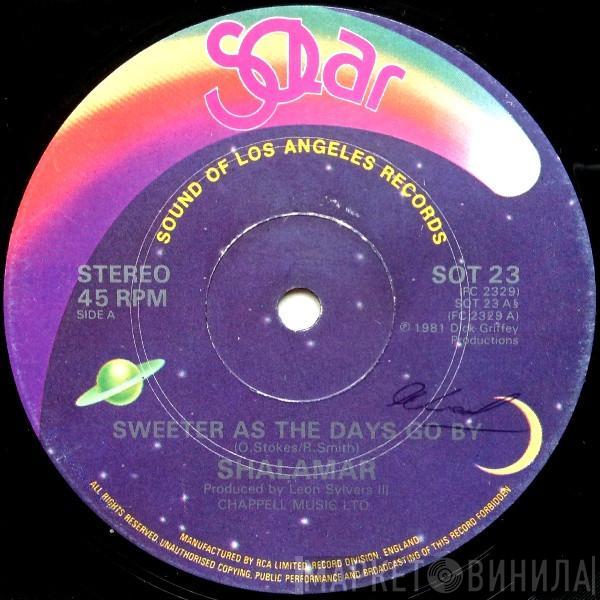 Solar
SOUND OF LOS ANGELES RECORDS
STEREO
45 RPM
SIDE A
SOT 23
(FC 2329)
SOT 23 A§
(FC 2329 A)
℗ 1981 Dick Griffey
Productions
SWEETER AS THE DAYS GO BY
(O.Stokes/R.Smith)
SHALAMAR
Produced by Leon Sylvers III
CHAPPELL MUSIC LTD
MANUFACTURED BY RCA LIMITED, RECORD DIVISION, ENGLAND.
ALL RIGHTS RESERVED. UNAUTHORISED COPYING, PUBLIC PERFORMANCE AND BROADCASTING OF THIS RECORD FORBIDDEN
МАРКЕТ ВИНИЛА